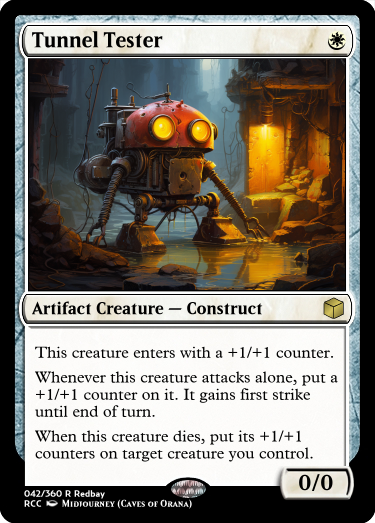 Tunnel Tester
Artifact Creature — Construct
This creature enters with a +1/+1 counter.
Whenever this creature attacks alone, put a
+1/+1 counter on it. It gains first strike
until end of turn.
When this creature dies, put its +1/+1
counters on target creature you control.
0/0
042/360 R Redbay
RCC Midjourney (Caves of Orana)